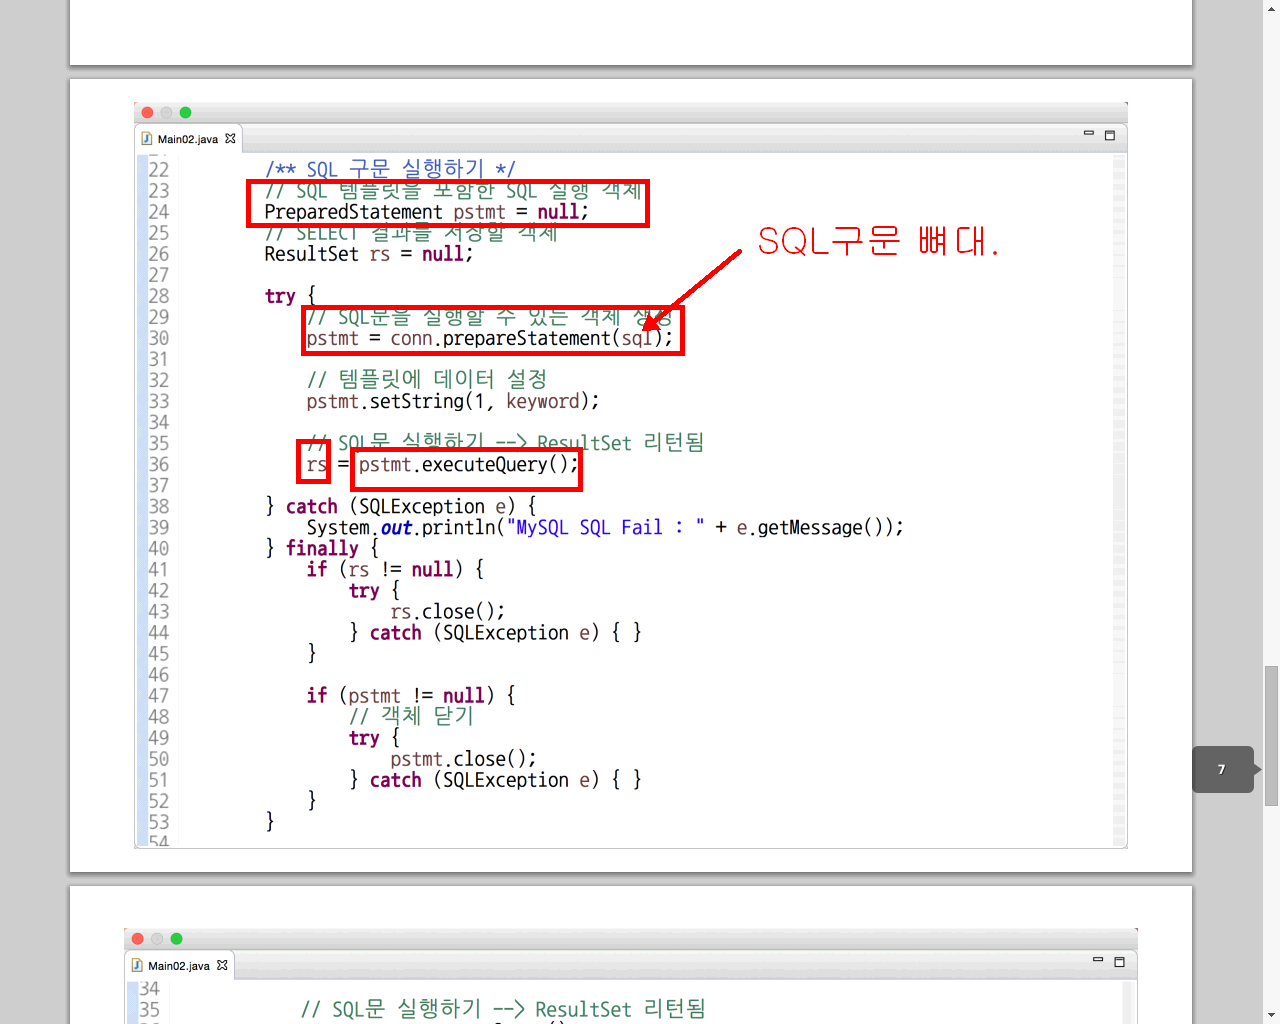 Main02.java
22 /** SQL 구문 실행하기 */
23 // SQL 템플릿을 포함한 SQL 실행 객체
24 PreparedStatement pstmt = null;
25 // SELECT 결과를 저장할 객체
26 ResultSet rs = null;
SQL구문 뼈대.
27
28 try {
29 // SQL문을 실행할 수 있는 객체 생성
30 pstmt = conn.prepareStatement(sql);
31
32 // 템플릿에 데이터 설정
33 pstmt.setString(1, keyword);
34
35 // SQL문 실행하기 --> ResultSet 리턴됨
36 rs = pstmt.executeQuery();
37
38 } catch (SQLException e) {
39 System.out.println("MySQL SQL Fail : " + e.getMessage());
40 } finally {
41 if (rs != null) {
42 try {
43 rs.close();
44 } catch (SQLException e) { }
45 }
46
47 if (pstmt != null) {
48 // 객체 닫기
49 try {
50 pstmt.close();
51 } catch (SQLException e) { }
52 }
53 }
54
7
Main02.java
34
35 // SQL문 실행하기 --> ResultSet 리턴됨